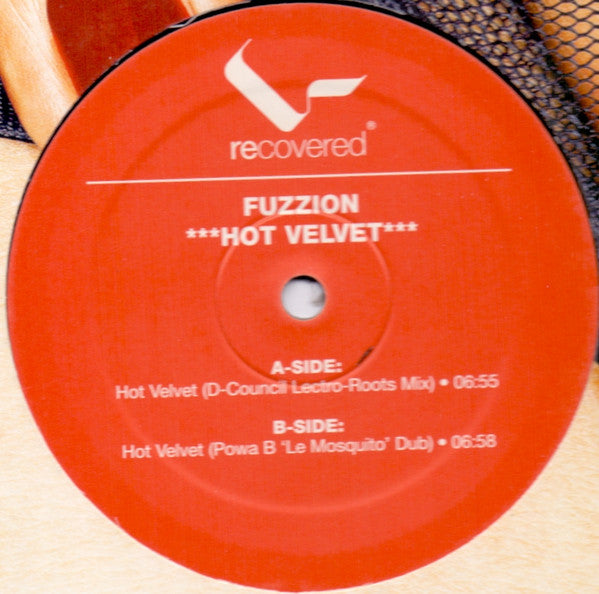 recovered®
FUZZION
***HOT VELVET***
A-SIDE:
Hot Velvet (D-Council Lectro-Roots Mix) • 06:55
B-SIDE:
Hot Velvet (Powa B "Le Mosquito" Dub) • 06:58